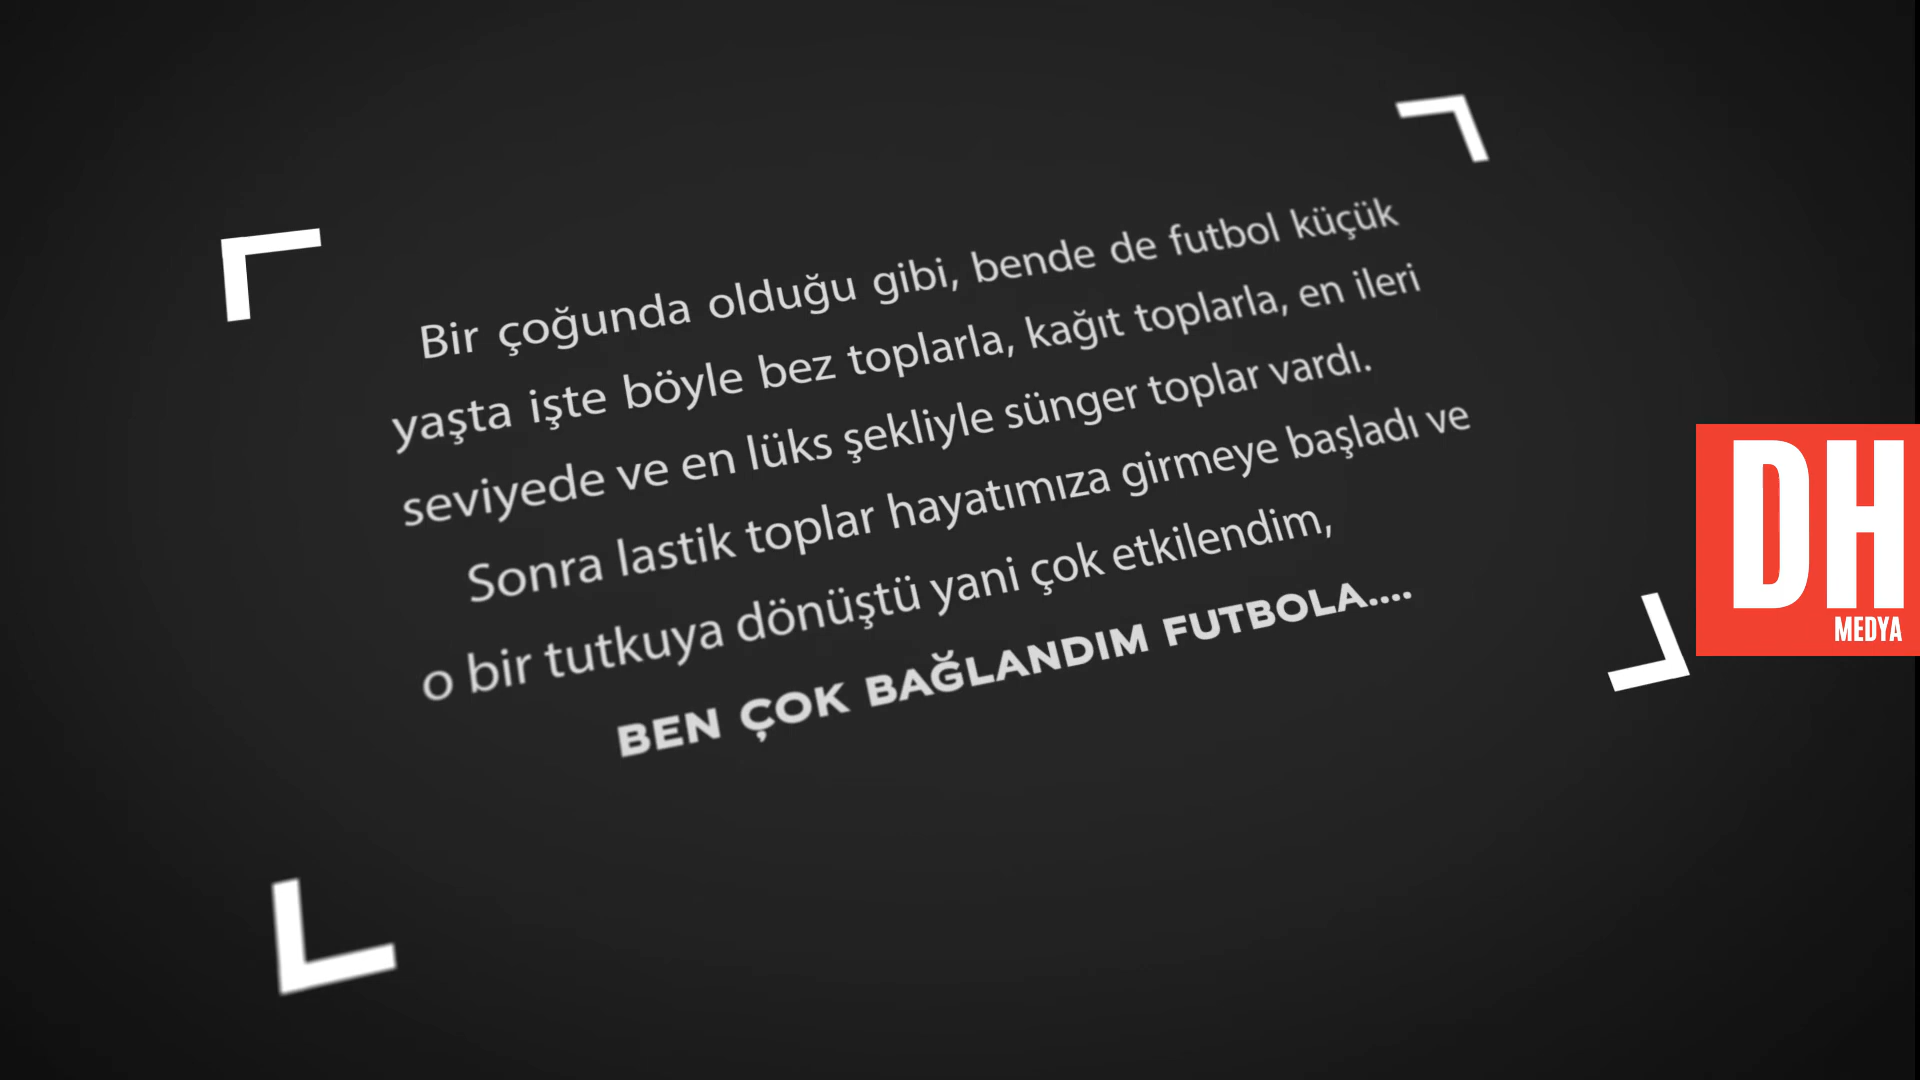 Bir çoğunda olduğu gibi, bende de futbol küçük
yaşta işte böyle bez toplarla, kağıt toplarla, en ileri
seviyede ve en lüks şekliyle sünger toplar vardı.
Sonra lastik toplar hayatımıza girmeye başladı ve
o bir tutkuya dönüştü yani çok etkilendim,
BEN ÇOK BAĞLANDIM FUTBOLA....
DH
MEDYA